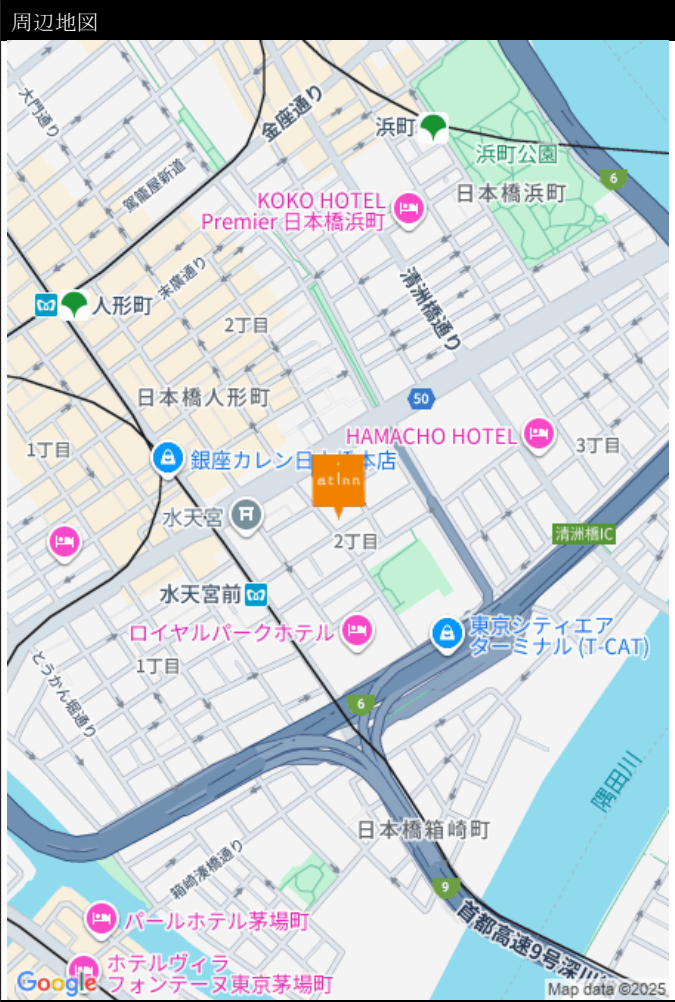 周辺地図
大門通り
金座通り
浜町
浜町公園
6
駕籠屋新道
日本橋浜町
KOKO HOTEL
Premier 日本橋浜町
末廣通り
清洲橋通り
人形町
2丁目
日本橋人形町
50
HAMACHO HOTEL
3丁目
1丁目
銀座カレン日本橋本店
atInn
水天宮
2丁目
清洲橋IC
水天宮前
ロイヤルパークホテル
東京シティエア
ターミナル (T-CAT)
1丁目
とうかん堀通り
6
隅田川
日本橋箱崎町
箱崎湊橋通り
9
首都高速9号深川
パールホテル茅場町
ホテルヴィラ
フォンテーヌ東京茅場町
Google
Map data ©2025